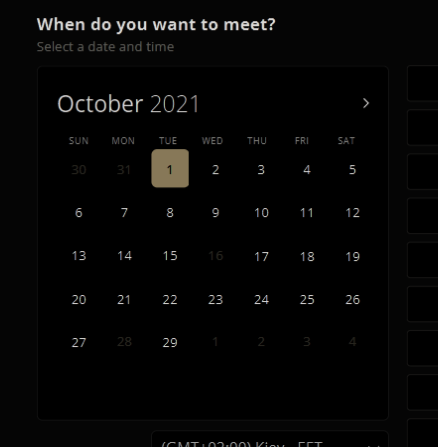 When do you want to meet?
Select a date and time
October 2021
SUN MON TUE WED THU FRI SAT
30 31 1 2 3 4 5
6 7 8 9 10 11 12
13 14 15 16 17 18 19
20 21 22 23 24 25 26
27 28 29 1 2 3 4
(GMT+02:00) Kiev - EET